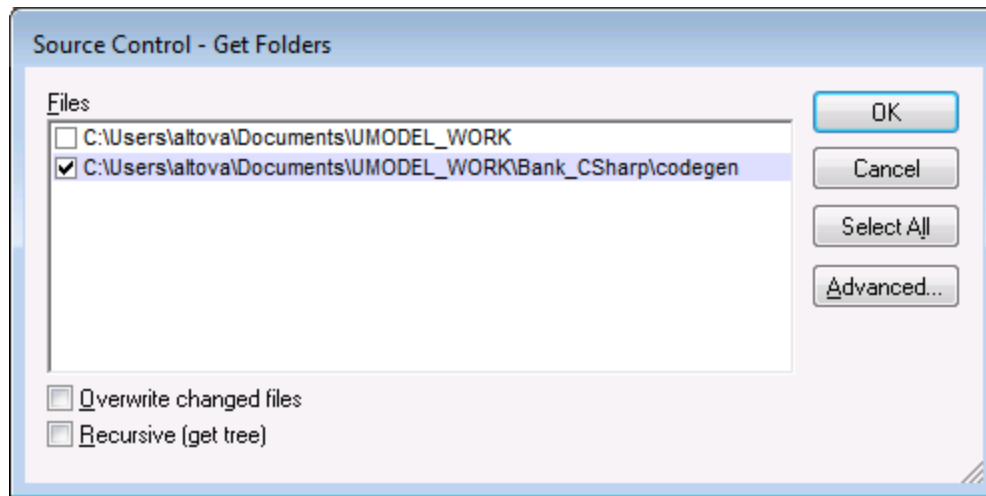 Source Control - Get Folders
Files
C:\Users\altova\Documents\UMODEL_WORK
C:\Users\altova\Documents\UMODEL_WORK\Bank_CSharp\codegen
OK
Cancel
Select All
Advanced...
Overwrite changed files
Recursive (get tree)